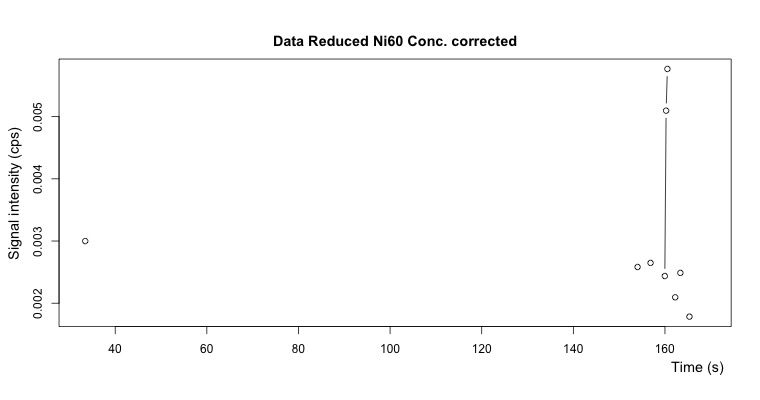 Data Reduced Ni60 Conc. corrected
Signal intensity (cps)
0.005
0.004
0.003
0.002
40 60 80 100 120 140 160
Time (s)